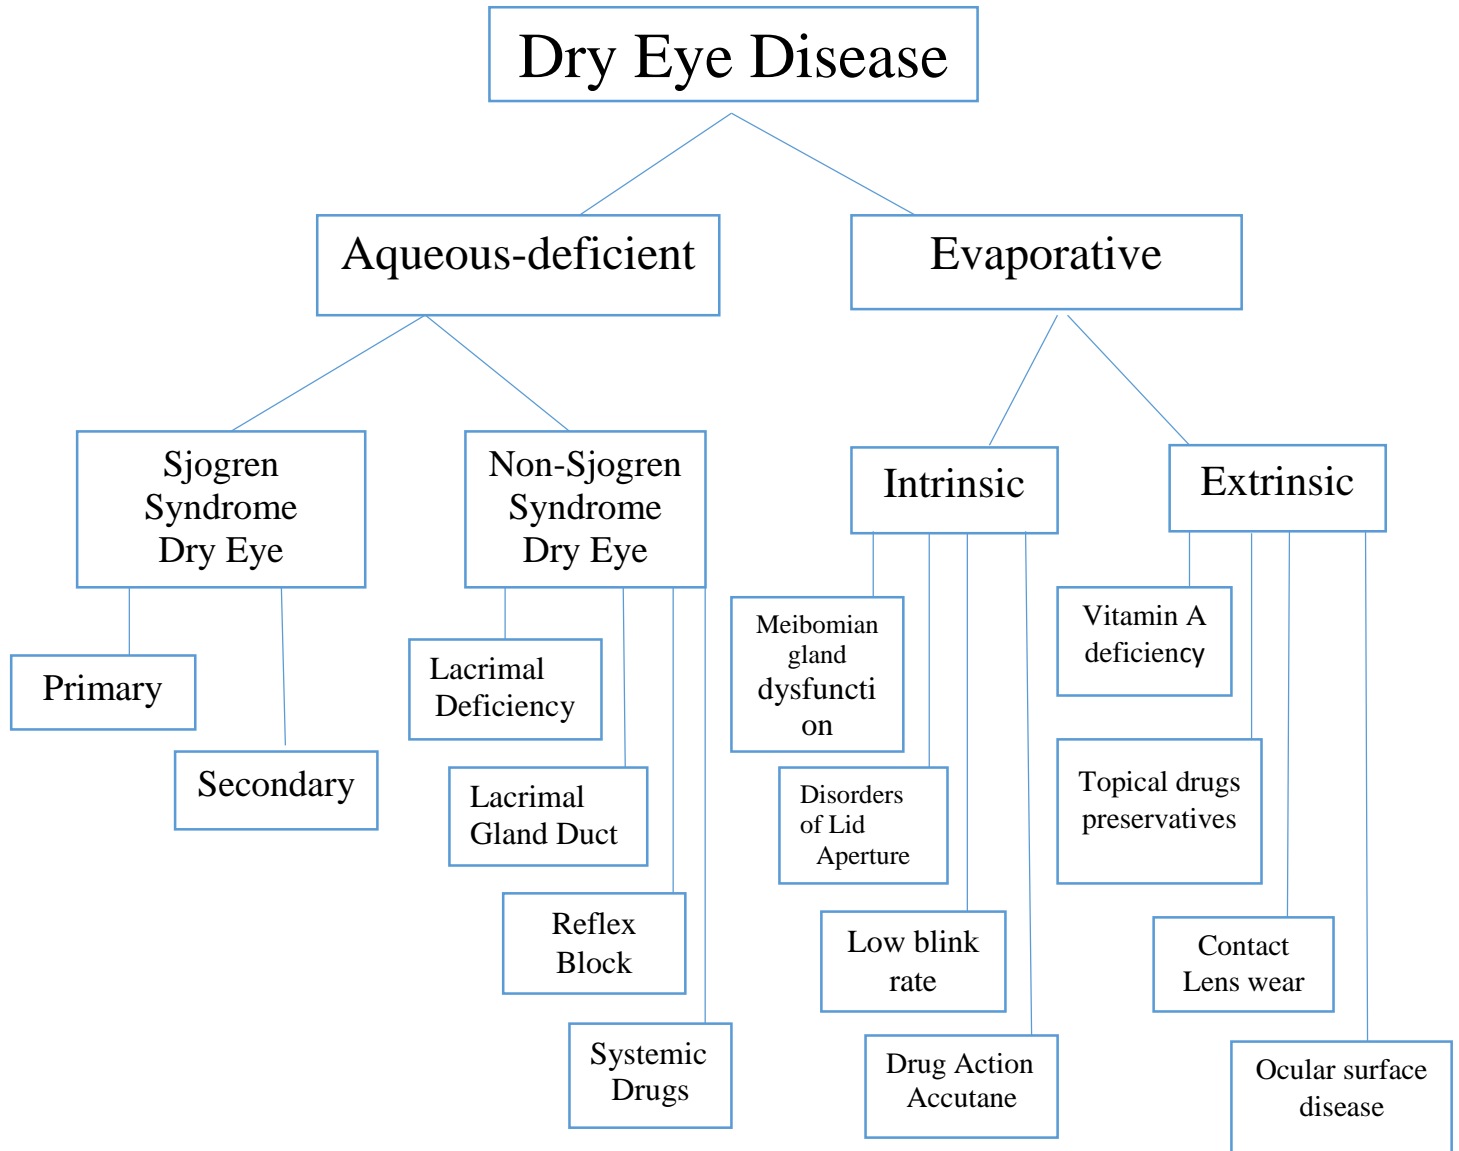 Dry Eye Disease
Aqueous-deficient
Evaporative
Sjogren
Syndrome
Dry Eye
Non-Sjogren
Syndrome
Dry Eye
Intrinsic
Extrinsic
Primary
Secondary
Lacrimal
Deficiency
Lacrimal
Gland Duct
Reflex
Block
Systemic
Drugs
Meibomian
gland
dysfuncti
on
Disorders
of Lid
Aperture
Low blink
rate
Drug Action
Accutane
Vitamin A
deficiency
Topical drugs
preservatives
Contact
Lens wear
Ocular surface
disease